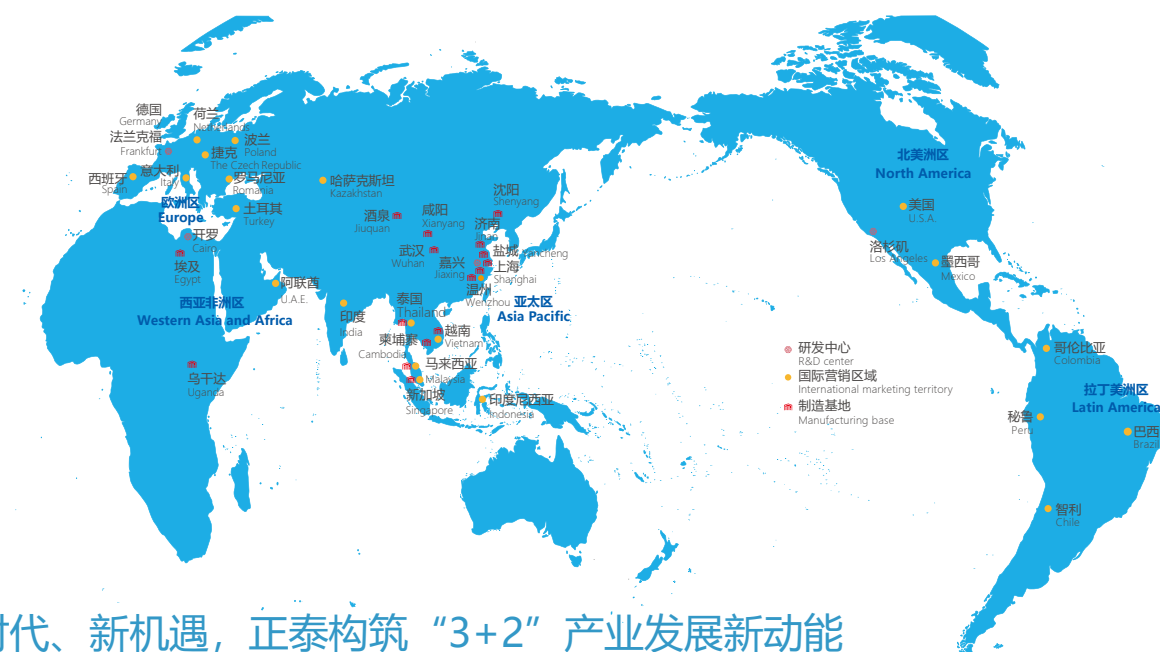 德国
Germany
荷兰
Netherlands
法兰克福
Frankfurt
波兰
Poland
捷克
The Czech Republic
西班牙
Spain
意大利
Italy
罗马尼亚
Romania
哈萨克斯坦
Kazakhstan
欧洲区
Europe
土耳其
Turkey
开罗
Cairo
埃及
Egypt
阿联酋
U.A.E.
西亚非洲区
Western Asia and Africa
乌干达
Uganda
沈阳
Shenyang
酒泉
Jiuquan
咸阳
Xianyang
济南
Jinan
武汉
Wuhan
盐城
Yancheng
嘉兴
Jiaxing
上海
Shanghai
温州
Wenzhou
亚太区
Asia Pacific
印度
India
泰国
Thailand
越南
Vietnam
柬埔寨
Cambodia
马来西亚
Malaysia
新加坡
Singapore
印度尼西亚
Indonesia
北美洲区
North America
美国
U.S.A.
洛杉矶
Los Angeles
墨西哥
Mexico
研发中心
R&D center
国际营销区域
International marketing territory
制造基地
Manufacturing base
哥伦比亚
Colombia
拉丁美洲区
Latin America
秘鲁
Peru
巴西
Brazil
智利
Chile
时代、新机遇，正泰构筑“3+2”产业发展新动能